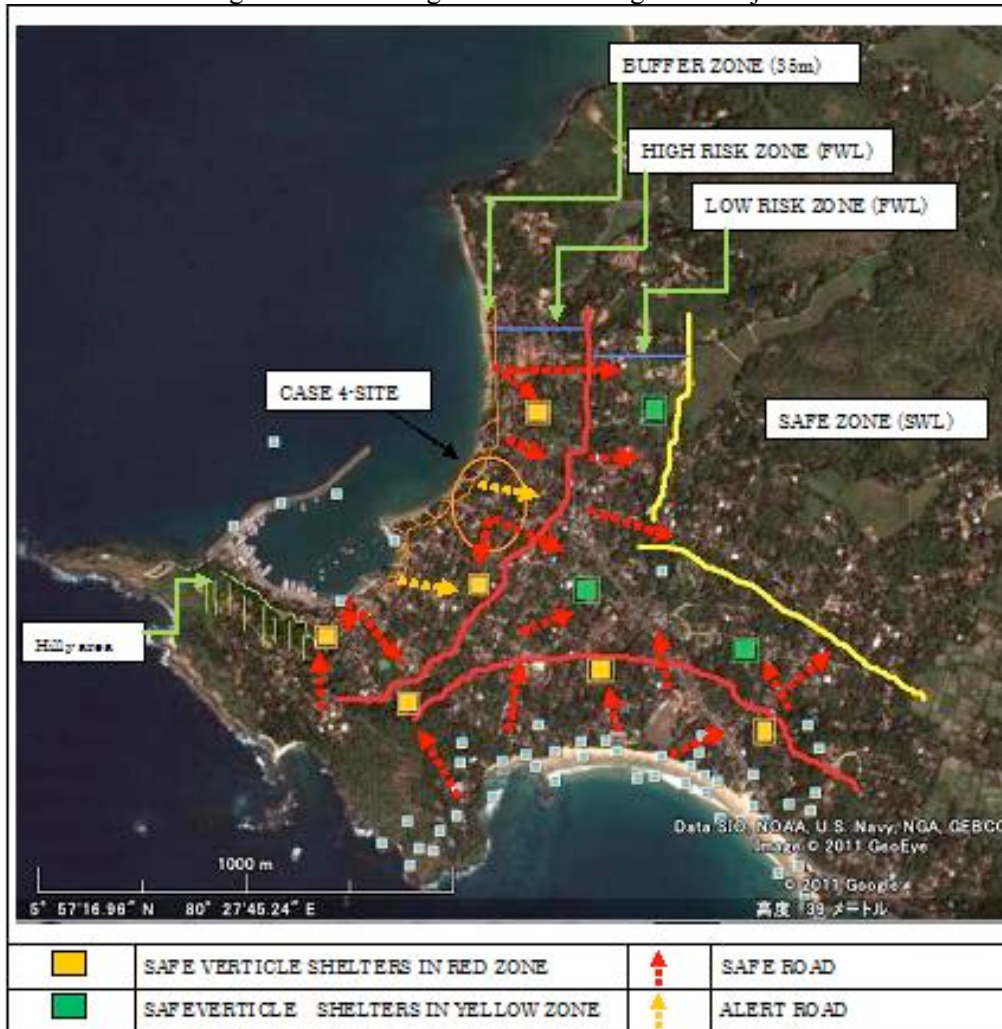 BUFFER ZONE (35m)
HIGH RISK ZONE (FWL)
LOW RISK ZONE (FWL)
CASE 4-SITE
SAFE ZONE (SWL)
Hilly area
Data SIO, NOAA, U.S. Navy, NGA, GEBCO
Image © 2011 GeoEye
1000 m
© 2011 Google
5° 57'16.96" N 80° 27'45.24" E
高度 39 メートル
SAFE VERTICLE SHELTERS IN RED ZONE
SAFE ROAD
SAFEVERTICLE SHELTERS IN YELLOW ZONE
ALERT ROAD